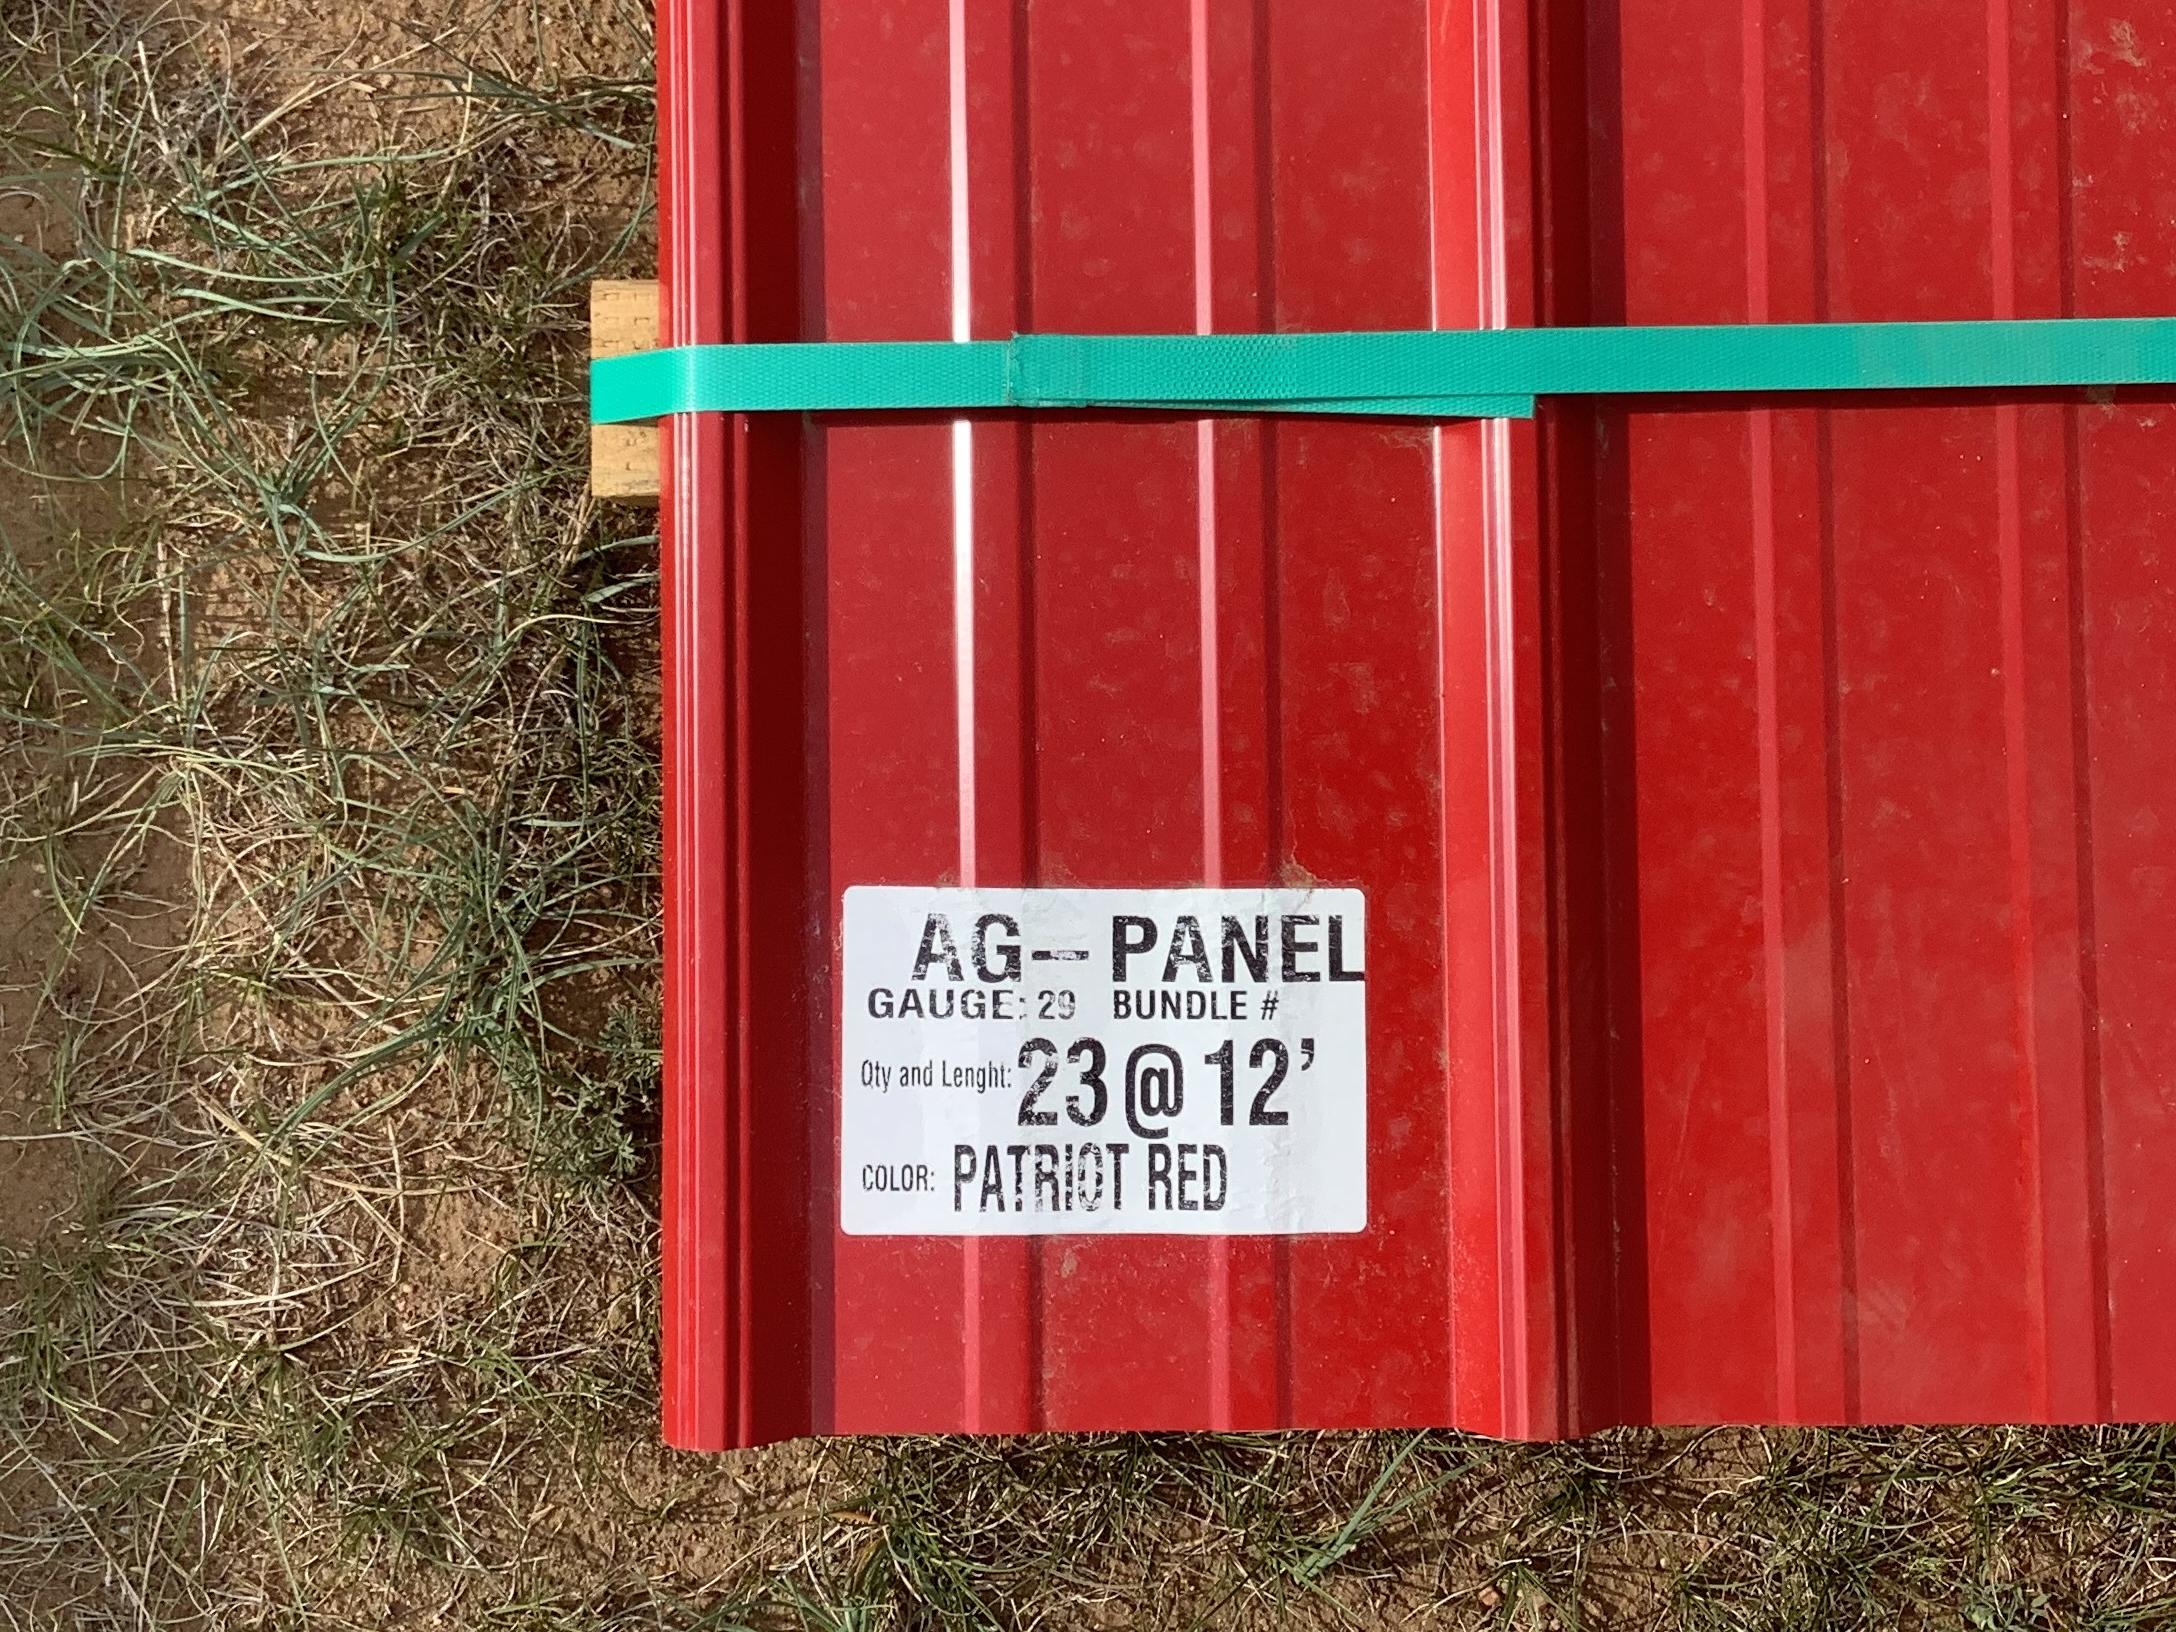 AG- PANEL
GAUGE: 29 BUNDLE #
Qty and Lenght: 23@12'
COLOR: PATRIOT RED